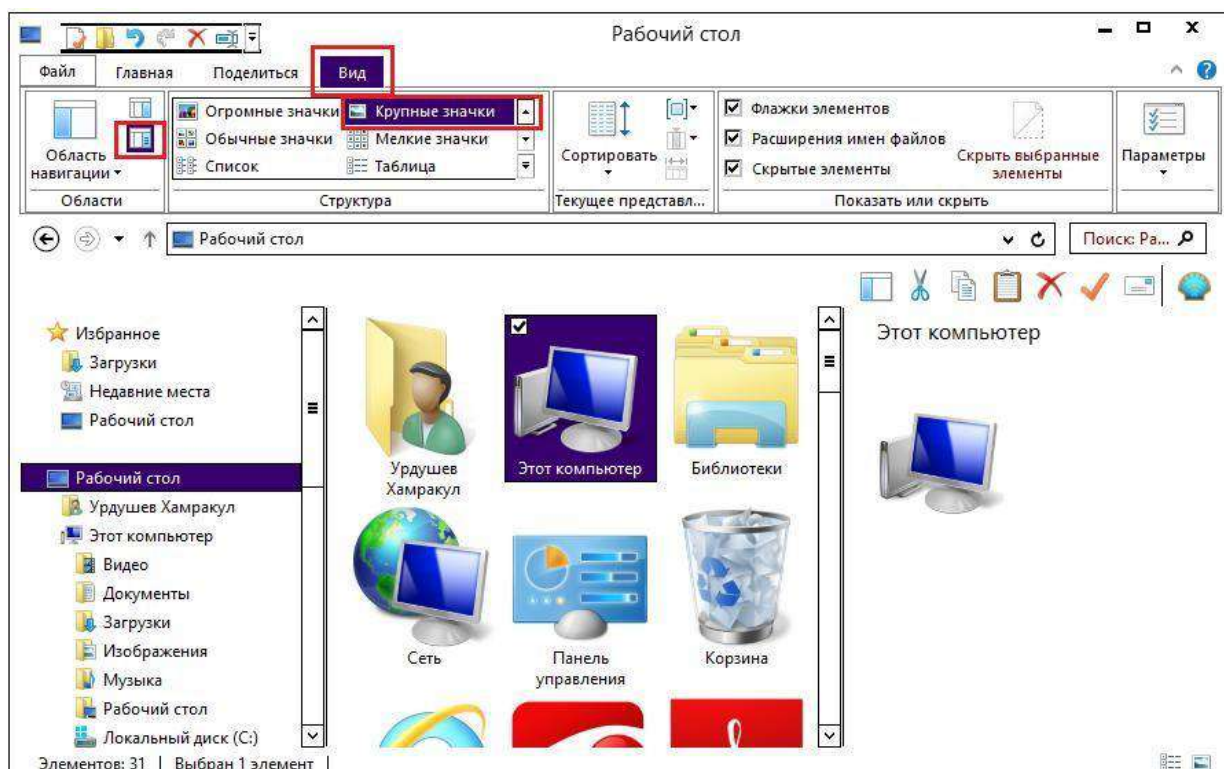 Рабочий стол
Файл Главная Поделиться Вид
Огромные значки Крупные значки
Обычные значки Мелкие значки
Список Таблица
Область навигации
Сортировать
Флажки элементов
Расширения имен файлов
Скрытые элементы
Скрыть выбранные элементы
Параметры
Области Структура Текущее представл... Показать или скрыть
Рабочий стол
Поиск: Ра...
Избранное
Загрузки
Недавние места
Рабочий стол
Рабочий стол
Урдушев Хамракул
Этот компьютер
Видео
Документы
Загрузки
Изображения
Музыка
Рабочий стол
Локальный диск (C:)
Урдушев
Хамракул
Этот компьютер
Библиотеки
Сеть
Панель
управления
Корзина
Этот компьютер
Элементов: 31 Выбран 1 элемент